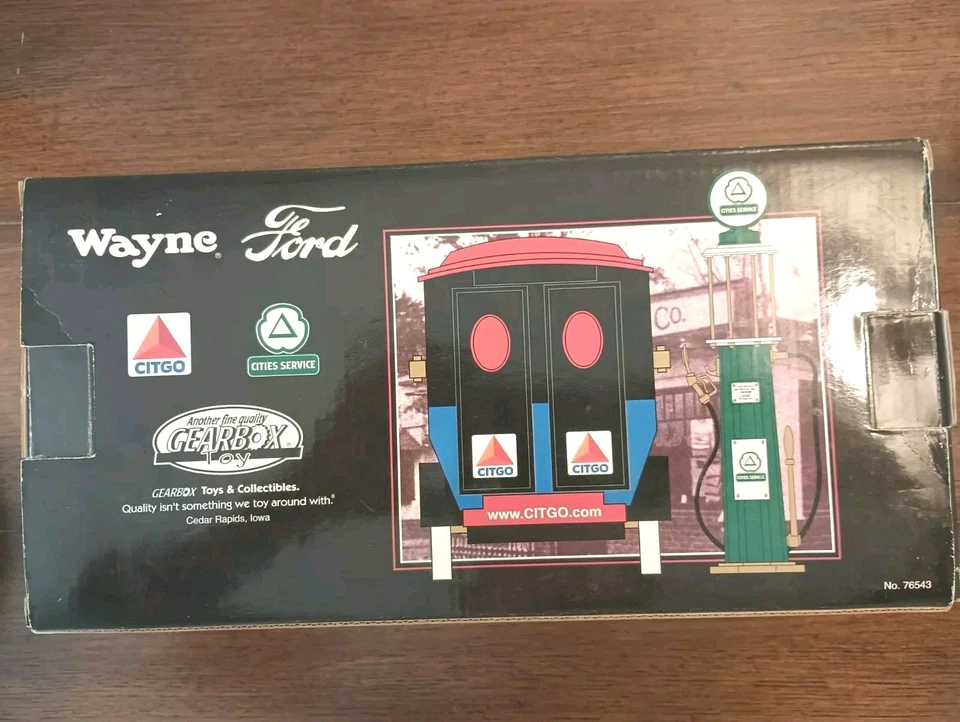 Wayne®
Ford
CITGO
CITIES SERVICE
Another fine quality
GEARBOX®
Toy
GEARBOX Toys & Collectibles.
Quality isn't something we toy around with.®
Cedar Rapids, Iowa
Co.
CITGO
CITGO
www.CITGO.com
CITIES SERVICE
CITIES SERVICE
No. 76543